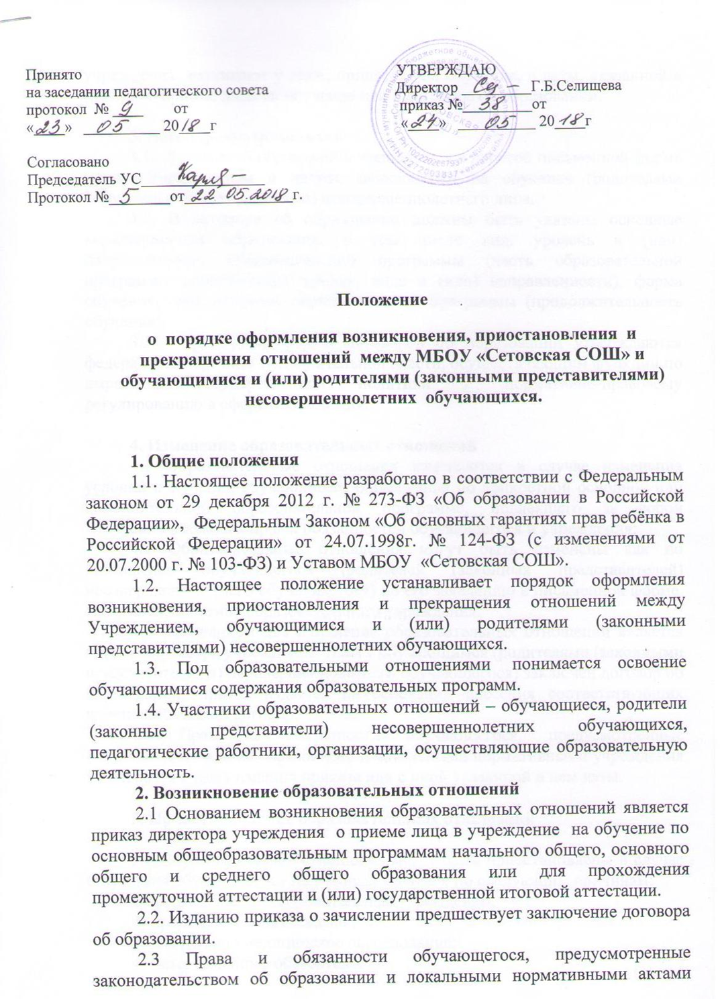 Принято
на заседании педагогического совета
протокол № 9 от
«23» 05 2018 г
УТВЕРЖДАЮ
Директор Г.Б.Селищева
приказ № 38 от
«24» 05 2018 г
Согласовано
Председатель УС
Протокол № 5 от 22.05.2018 г.
Положение
о порядке оформления возникновения, приостановления и
прекращения отношений между МБОУ «Сетовская СОШ» и
обучающимися и (или) родителями (законными представителями)
несовершеннолетних обучающихся.
1. Общие положения
1.1. Настоящее положение разработано в соответствии с Федеральным
законом от 29 декабря 2012 г. № 273-ФЗ «Об образовании в Российской
Федерации», Федеральным Законом «Об основных гарантиях прав ребёнка в
Российской Федерации» от 24.07.1998г. № 124-ФЗ (с изменениями от
20.07.2000 г. № 103-ФЗ) и Уставом МБОУ «Сетовская СОШ».
1.2. Настоящее положение устанавливает порядок оформления
возникновения, приостановления и прекращения отношений между
Учреждением, обучающимися и (или) родителями (законными
представителями) несовершеннолетних обучающихся.
1.3. Под образовательными отношениями понимается освоение
обучающимися содержания образовательных программ.
1.4. Участники образовательных отношений – обучающиеся, родители
(законные представители) несовершеннолетних обучающихся,
педагогические работники, организации, осуществляющие образовательную
деятельность.
2. Возникновение образовательных отношений
2.1 Основанием возникновения образовательных отношений является
приказ директора учреждения о приеме лица в учреждение на обучение по
основным общеобразовательным программам начального общего, основного
общего и среднего общего образования или для прохождения
промежуточной аттестации и (или) государственной итоговой аттестации.
2.2. Изданию приказа о зачислении предшествует заключение договора
об образовании.
2.3 Права и обязанности обучающегося, предусмотренные
законодательством об образовании и локальными нормативными актами